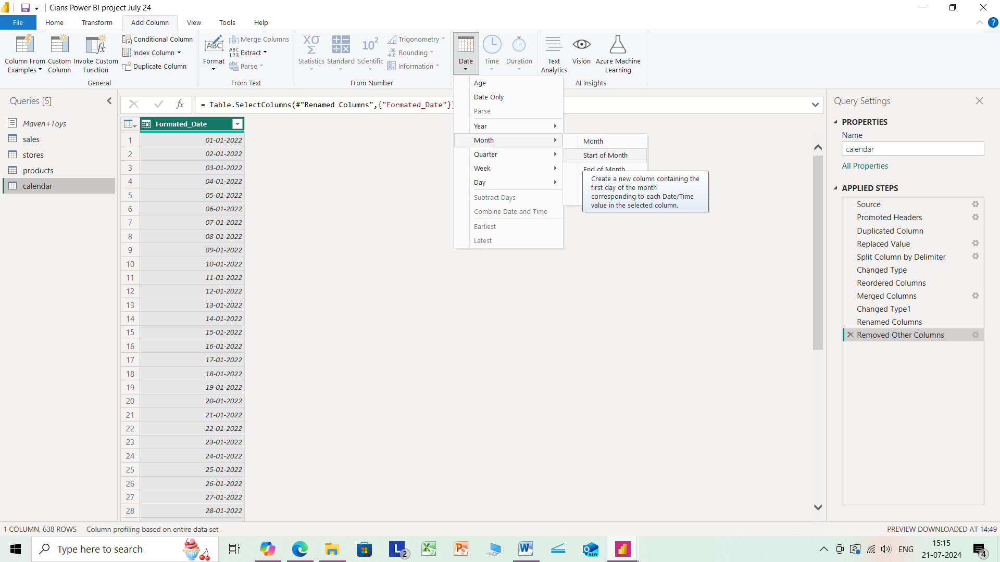 Cians Power BI project July 24
File
Home
Transform
Add Column
View
Tools
Help
?
Column From Examples
Custom Column
Invoke Custom Function
Conditional Column
Index Column
Duplicate Column
General
Format
Merge Columns
Extract
Parse
From Text
Statistics
Standard
Scientific
Trigonometry
Rounding
Information
From Number
Date
Time
Duration
Text Analytics
Vision
Azure Machine Learning
AI Insights
Age
Date Only
Parse
Year
Month
Quarter
Week
Day
Subtract Days
Combine Date and Time
Earliest
Latest
Month
Start of Month
End of Month
Create a new column containing the
first day of the month
corresponding to each Date/Time
value in the selected column.
Queries [5]
Maven+Toys
sales
stores
products
calendar
= Table.SelectColumns(#"Renamed Columns",{"Formated_Date"})
Formated_Date
1 01-01-2022
2 02-01-2022
3 03-01-2022
4 04-01-2022
5 05-01-2022
6 06-01-2022
7 07-01-2022
8 08-01-2022
9 09-01-2022
10 10-01-2022
11 11-01-2022
12 12-01-2022
13 13-01-2022
14 14-01-2022
15 15-01-2022
16 16-01-2022
17 17-01-2022
18 18-01-2022
19 19-01-2022
20 20-01-2022
21 21-01-2022
22 22-01-2022
23 23-01-2022
24 24-01-2022
25 25-01-2022
26 26-01-2022
27 27-01-2022
28 28-01-2022
Query Settings
PROPERTIES
Name
calendar
All Properties
APPLIED STEPS
Source
Promoted Headers
Duplicated Column
Replaced Value
Split Column by Delimiter
Changed Type
Reordered Columns
Merged Columns
Changed Type1
Renamed Columns
Removed Other Columns
1 COLUMN, 638 ROWS
Column profiling based on entire data set
PREVIEW DOWNLOADED AT 14:49
Type here to search
ENG
15:15
21-07-2024
4